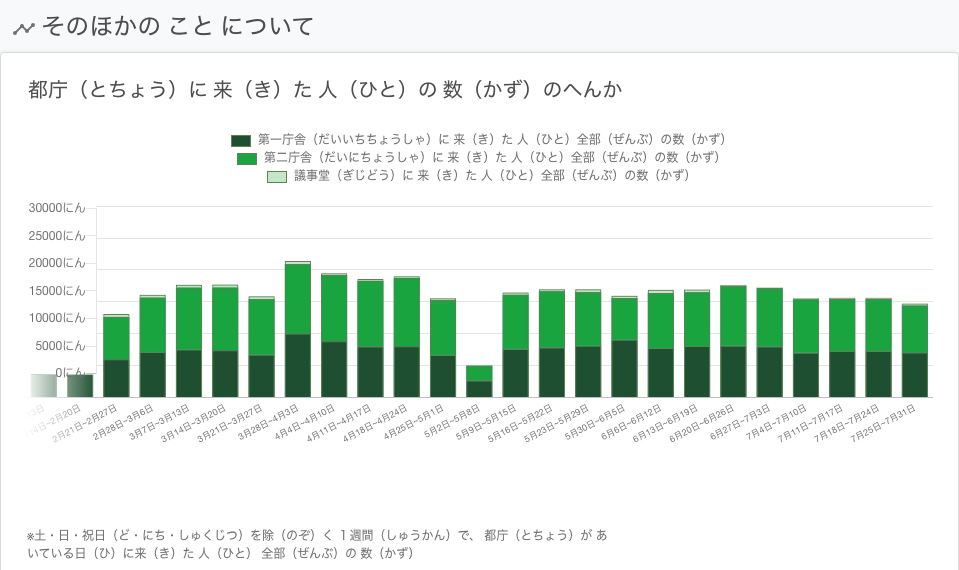 そのほかの こと について
都庁（とちょう）に 来（き）た 人（ひと）の 数（かず）のへんか
第一庁舎（だいいちちょうしゃ）に 来（き）た 人（ひと）全部（ぜんぶ）の数（かず）
第二庁舎（だいにちょうしゃ）に 来（き）た 人（ひと）全部（ぜんぶ）の数（かず）
議事堂（ぎじどう）に 来（き）た 人（ひと）全部（ぜんぶ）の数（かず）
30000にん
25000にん
20000にん
15000にん
10000にん
5000にん
0にん
14日~2月20日
2月21日~2月27日
2月28日~3月6日
3月7日~3月13日
3月14日~3月20日
3月21日~3月27日
3月28日~4月3日
4月4日~4月10日
4月11日~4月17日
4月18日~4月24日
4月25日~5月1日
5月2日~5月8日
5月9日~5月15日
5月16日~5月22日
5月23日~5月29日
5月30日~6月5日
6月6日~6月12日
6月13日~6月19日
6月20日~6月26日
6月27日~7月3日
7月4日~7月10日
7月11日~7月17日
7月18日~7月24日
7月25日~7月31日
※土・日・祝日（ど・にち・しゅくじつ）を除（のぞ）く 1 週間（しゅうかん）で、 都庁（とちょう）が あ
いている日（ひ）に来（き）た 人（ひと） 全部（ぜんぶ）の 数（かず）